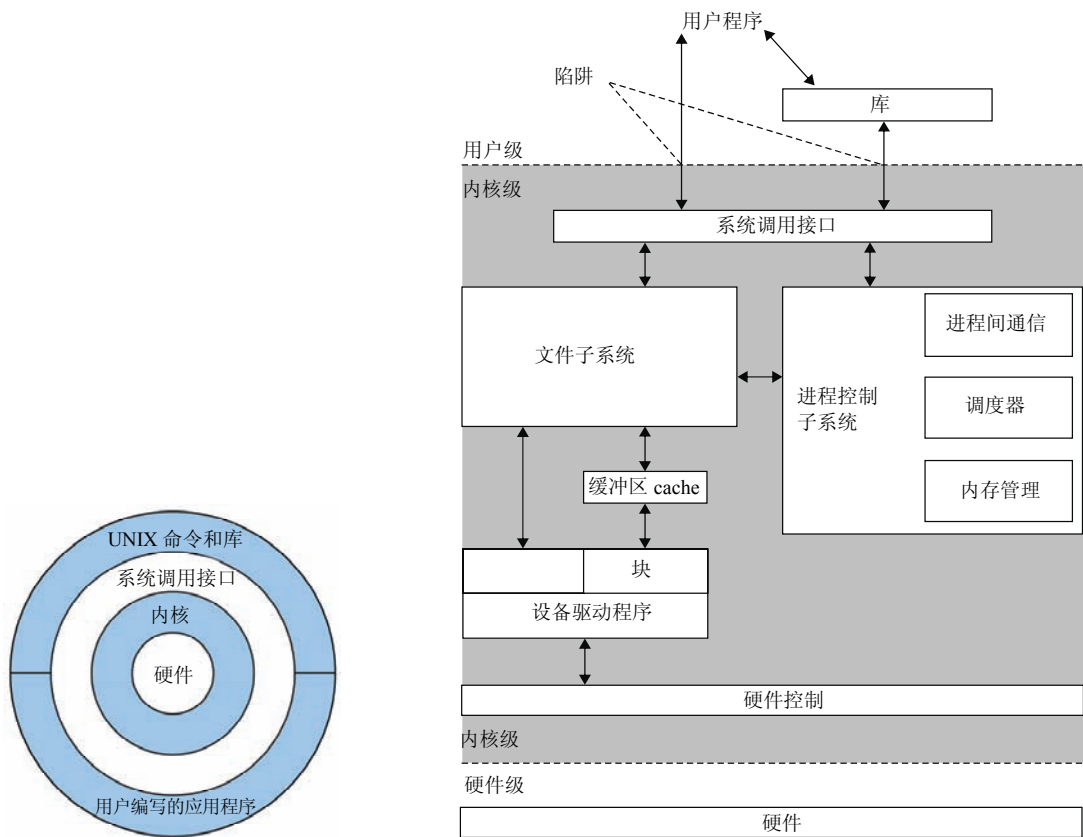 UNIX 命令和库
系统调用接口
内核
硬件
用户编写的应用程序
用户程序
陷阱
库
用户级
内核级
系统调用接口
文件子系统
进程控制
子系统
进程间通信
调度器
内存管理
缓冲区 cache
块
设备驱动程序
硬件控制
内核级
硬件级
硬件